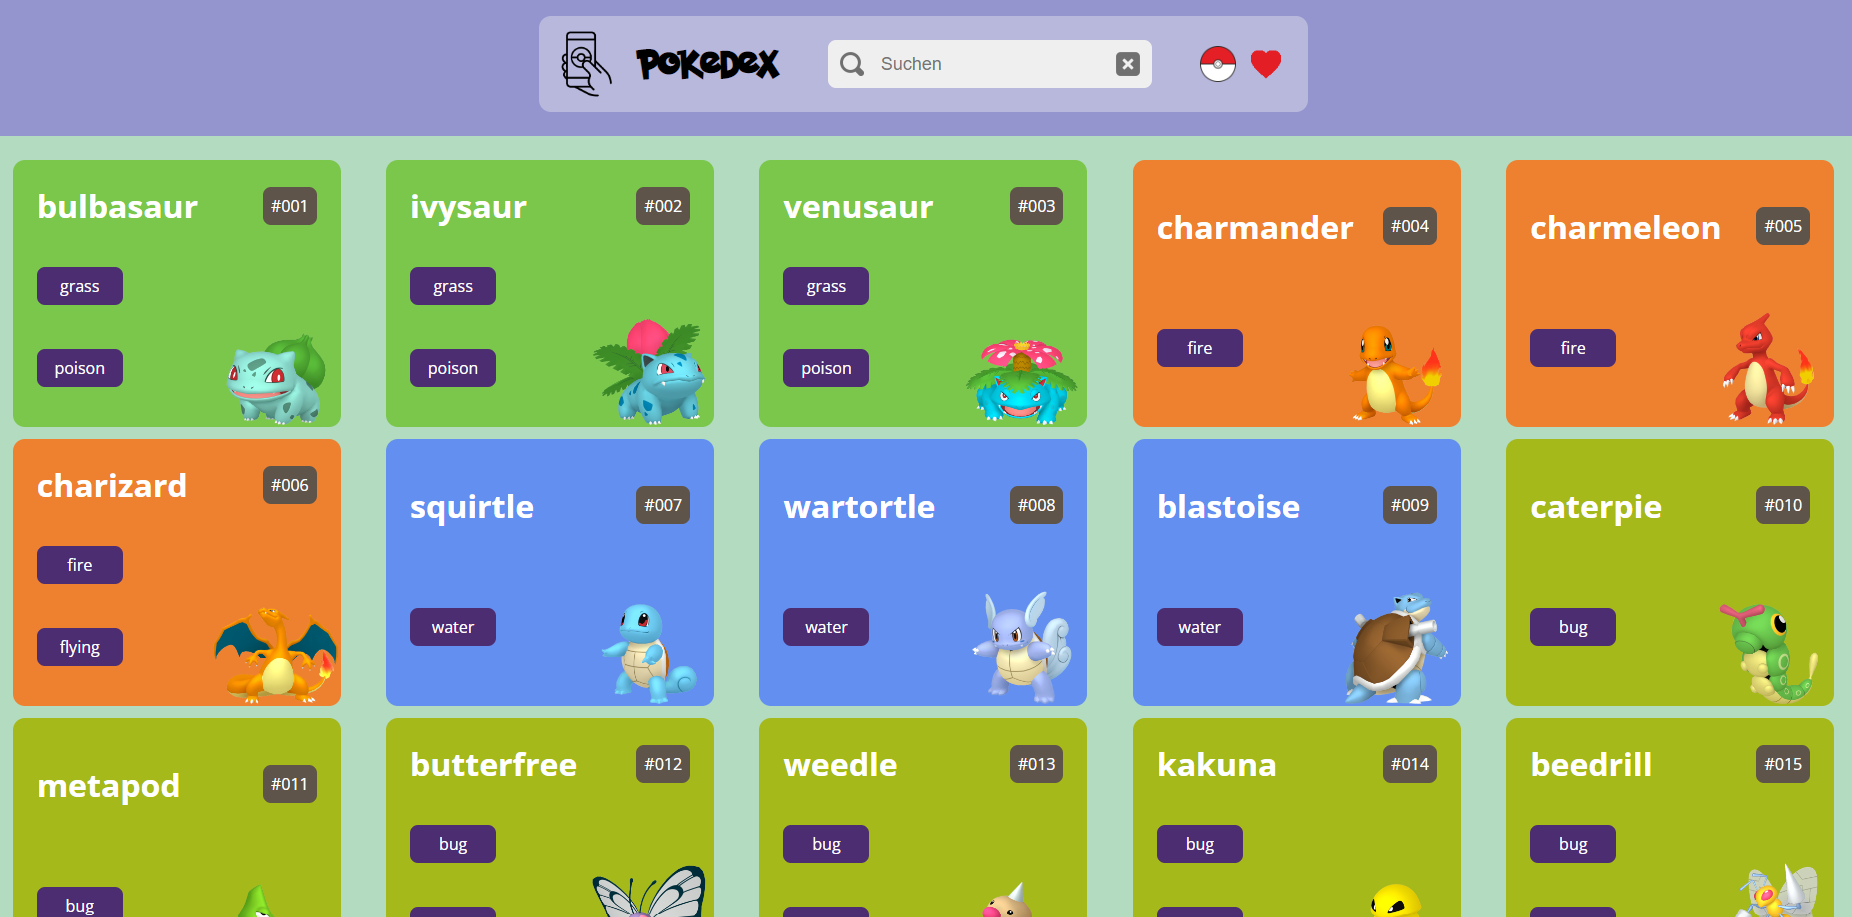 POKEDEX
Suchen
bulbasaur #001
grass
poison
ivysaur #002
grass
poison
venusaur #003
grass
poison
charmander #004
fire
charmeleon #005
fire
charizard #006
fire
flying
squirtle #007
water
wartortle #008
water
blastoise #009
water
caterpie #010
bug
metapod #011
bug
butterfree #012
bug
weedle #013
bug
kakuna #014
bug
beedrill #015
bug